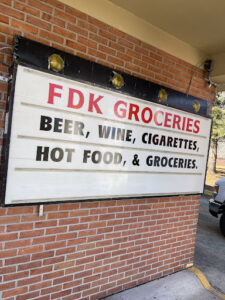 FDK GROCERIES
BEER, WINE, CIGARETTES,
HOT FOOD, & GROCERIES.